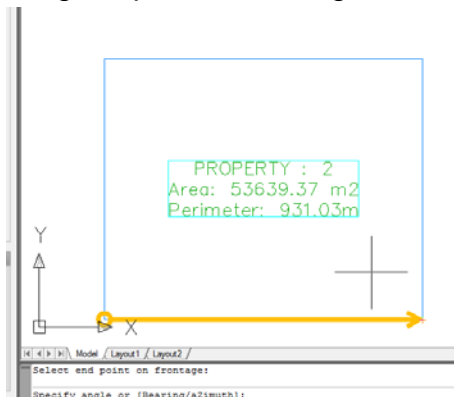 PROPERTY : 2
Area: 53639.37 m2
Perimeter: 931.03m
Y
X
Model / Layout1 / Layout2 /
Select end point on frontage:
Specify angle or [Bearing/aZimuth]: